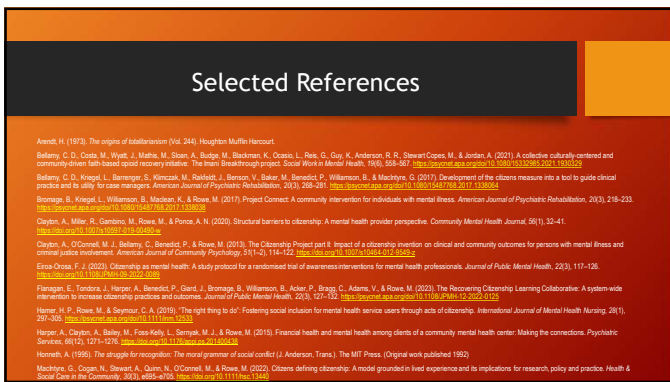 Selected References
Arendt, H. (1973). The origins of totalitarianism (Vol. 244). Houghton Mifflin Harcourt.
Bellamy, C. D., Costa, M., Wyatt, J., Mathis, M., Sloan, A., Budge, M., Blackman, K., Ocasio, L., Reis, G., Guy, K., Anderson, R. R., Stewart Copes, M., & Jordan, A. (2021). A collective culturally-centered and
community-driven faith-based opioid recovery initiative: The Imani Breakthrough project. Social Work in Mental Health, 19(6), 558–567. https://psycnet.apa.org/doi/10.1080/15332985.2021.1930329
Bellamy, C. D., Kriegel, L., Barrenger, S., Klimczak, M., Rakfeldt, J., Benson, V., Baker, M., Benedict, P., Williamson, B., & MacIntyre, G. (2017). Development of the citizens measure into a tool to guide clinical
practice and its utility for case managers. American Journal of Psychiatric Rehabilitation, 20(3), 268–281. https://psycnet.apa.org/doi/10.1080/15487768.2017.1338064
Bromage, B., Kriegel, L., Williamson, B., Maclean, K., & Rowe, M. (2017). Project Connect: A community intervention for individuals with mental illness. American Journal of Psychiatric Rehabilitation, 20(3), 218–233.
https://psycnet.apa.org/doi/10.1080/15487768.2017.1338038
Clayton, A., Miller, R., Gambino, M., Rowe, M., & Ponce, A. N. (2020). Structural barriers to citizenship: A mental health provider perspective. Community Mental Health Journal, 56(1), 32–41.
https://doi.org/10.1007/s10597-019-00490-w
Clayton, A., O'Connell, M. J., Bellamy, C., Benedict, P., & Rowe, M. (2013). The Citizenship Project part II: Impact of a citizenship invention on clinical and community outcomes for persons with mental illness and
criminal justice involvement. American Journal of Community Psychology, 51(1–2), 114–122. https://doi.org/10.1007/s10464-012-9549-z
Eiroa-Orosa, F. J. (2023). Citizenship as mental health: A study protocol for a randomised trial of awareness interventions for mental health professionals. Journal of Public Mental Health, 22(3), 117–126.
https://doi.org/10.1108/JPMH-09-2022-0089
Flanagan, E., Tondora, J., Harper, A., Benedict, P., Giard, J., Bromage, B., Williamson, B., Acker, P., Bragg, C., Adams, V., & Rowe, M. (2023). The Recovering Citizenship Learning Collaborative: A system-wide
intervention to increase citizenship practices and outcomes. Journal of Public Mental Health, 22(3), 127–132. https://psycnet.apa.org/doi/10.1108/JPMH-12-2022-0125
Hamer, H. P., Rowe, M., & Seymour, C. A. (2019). "The right thing to do": Fostering social inclusion for mental health service users through acts of citizenship. International Journal of Mental Health Nursing, 28(1),
297–305. https://psycnet.apa.org/doi/10.1111/inm.12533
Harper, A., Clayton, A., Bailey, M., Foss-Kelly, L., Sernyak, M. J., & Rowe, M. (2015). Financial health and mental health among clients of a community mental health center: Making the connections. Psychiatric
Services, 66(12), 1271–1276. https://doi.org/10.1176/appi.ps.201400438
Honneth, A. (1995). The struggle for recognition: The moral grammar of social conflict (J. Anderson, Trans.). The MIT Press. (Original work published 1992)
MacIntyre, G., Cogan, N., Stewart, A., Quinn, N., O'Connell, M., & Rowe, M. (2022). Citizens defining citizenship: A model grounded in lived experience and its implications for research, policy and practice. Health &
Social Care in the Community, 30(3), e695–e705. https://doi.org/10.1111/hsc.13440